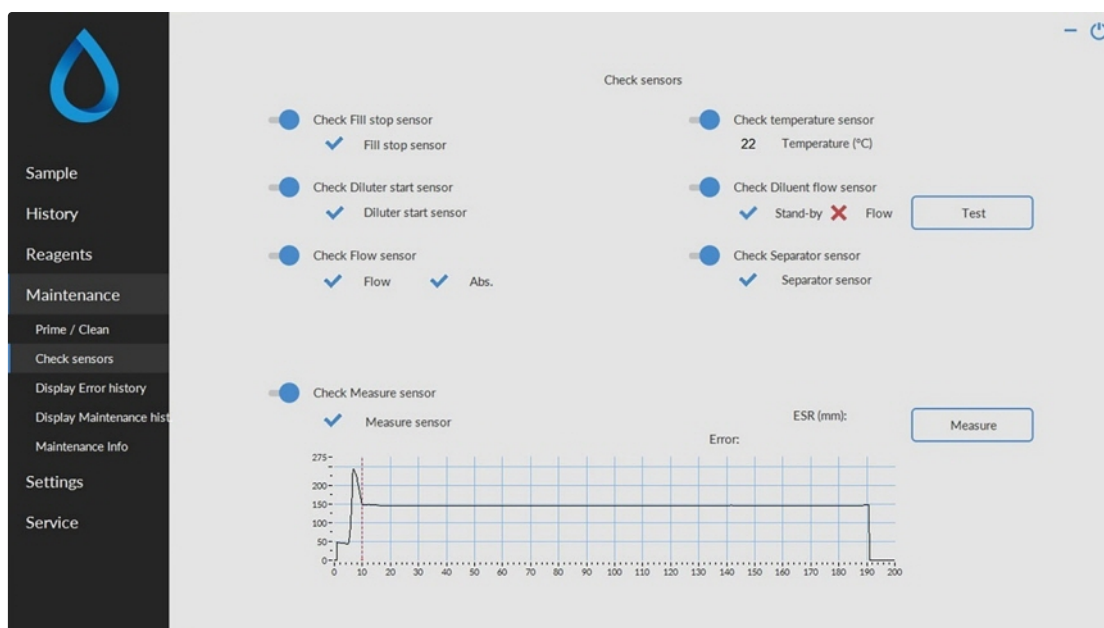 Check sensors
Sample
History
Reagents
Maintenance
Prime / Clean
Check sensors
Display Error history
Display Maintenance hist
Maintenance Info
Settings
Service
Check Fill stop sensor
Fill stop sensor
Check Diluter start sensor
Diluter start sensor
Check Flow sensor
Flow Abs.
Check temperature sensor
22 Temperature (°C)
Check Diluent flow sensor
Stand-by Flow Test
Check Separator sensor
Separator sensor
Check Measure sensor
Measure sensor
ESR (mm):
Error:
Measure
275
200
150
100
50
0
0 10 20 30 40 50 60 70 80 90 100 110 120 130 140 150 160 170 180 190 200